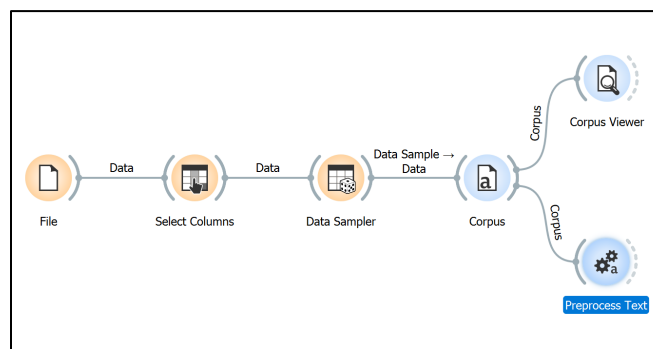 Data
Data
Data Sample →
Data
Corpus
Corpus
File
Select Columns
Data Sampler
Corpus
Corpus Viewer
Preprocess Text
a
a